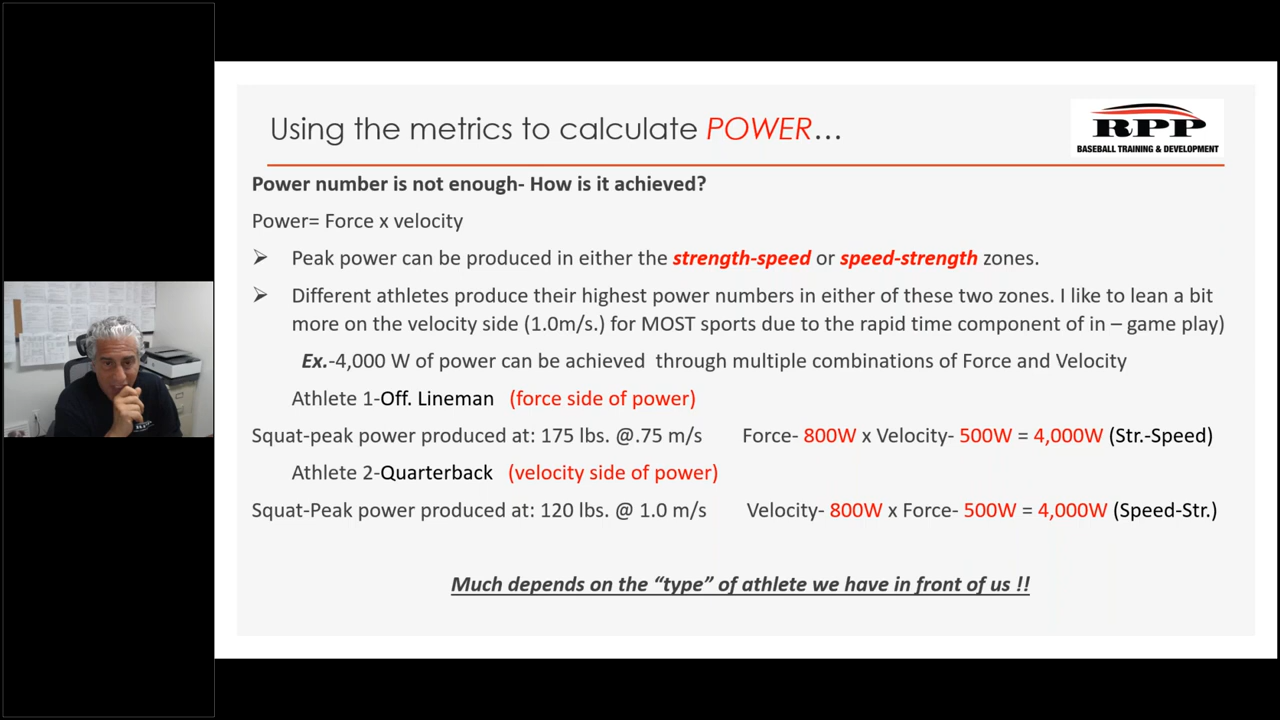 Using the metrics to calculate POWER...
RPP
BASEBALL TRAINING & DEVELOPMENT
Power number is not enough- How is it achieved?
Power= Force x velocity
➢ Peak power can be produced in either the strength-speed or speed-strength zones.
➢ Different athletes produce their highest power numbers in either of these two zones. I like to lean a bit
more on the velocity side (1.0m/s.) for MOST sports due to the rapid time component of in – game play)
Ex.-4,000 W of power can be achieved through multiple combinations of Force and Velocity
Athlete 1-Off. Lineman (force side of power)
Squat-peak power produced at: 175 lbs. @.75 m/s Force- 800W x Velocity- 500W = 4,000W (Str.-Speed)
Athlete 2-Quarterback (velocity side of power)
Squat-Peak power produced at: 120 lbs. @ 1.0 m/s Velocity- 800W x Force- 500W = 4,000W (Speed-Str.)
Much depends on the “type” of athlete we have in front of us !!